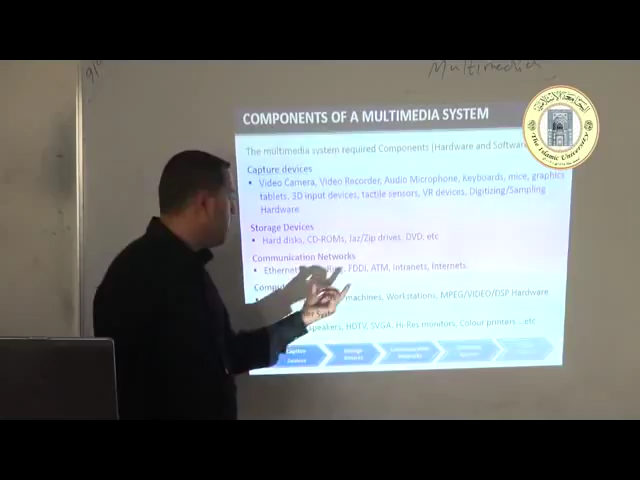 Multimedia
COMPONENTS OF A MULTIMEDIA SYSTEM
The multimedia system required Components (Hardware and Software
Capture devices
• Video Camera, Video Recorder, Audio Microphone, Keyboards, mice, graphics
tablets, 3D input devices, tactile sensors, VR devices, Digitizing/Sampling
Hardware
Storage Devices
• Hard disks, CD-ROMs, Jaz/Zip drives, DVD, etc
Communication Networks
• Ethernet, FDDI, ATM, Intranets, Internets.
machines, Workstations, MPEG/VIDEO/DSP Hardware
speakers, HDTV, SVGA, Hi-Res monitors, Colour printers .. etc
Capture
Devices
Storage
Devices
Communication
Networks
الجامعة الإسلامية
The Islamic University